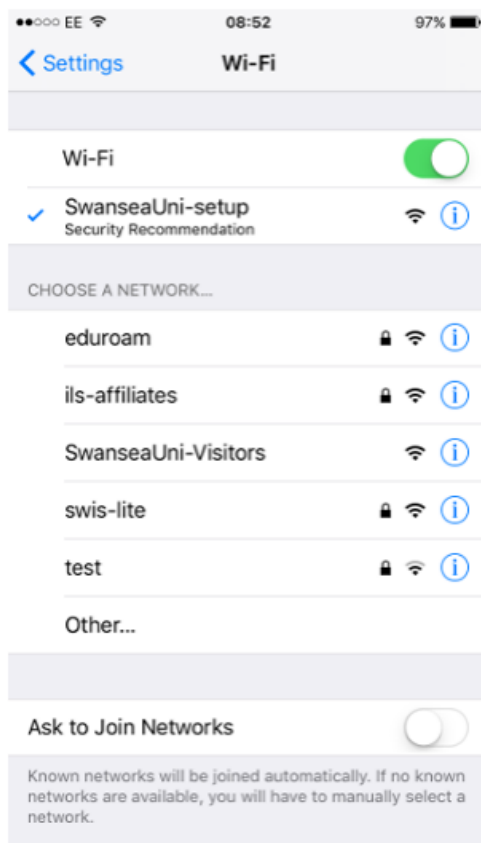 EE 08:52 97%
Settings Wi-Fi
Wi-Fi
SwanseaUni-setup
Security Recommendation
CHOOSE A NETWORK...
eduroam
ils-affiliates
SwanseaUni-Visitors
swis-lite
test
Other...
Ask to Join Networks
Known networks will be joined automatically. If no known
networks are available, you will have to manually select a
network.